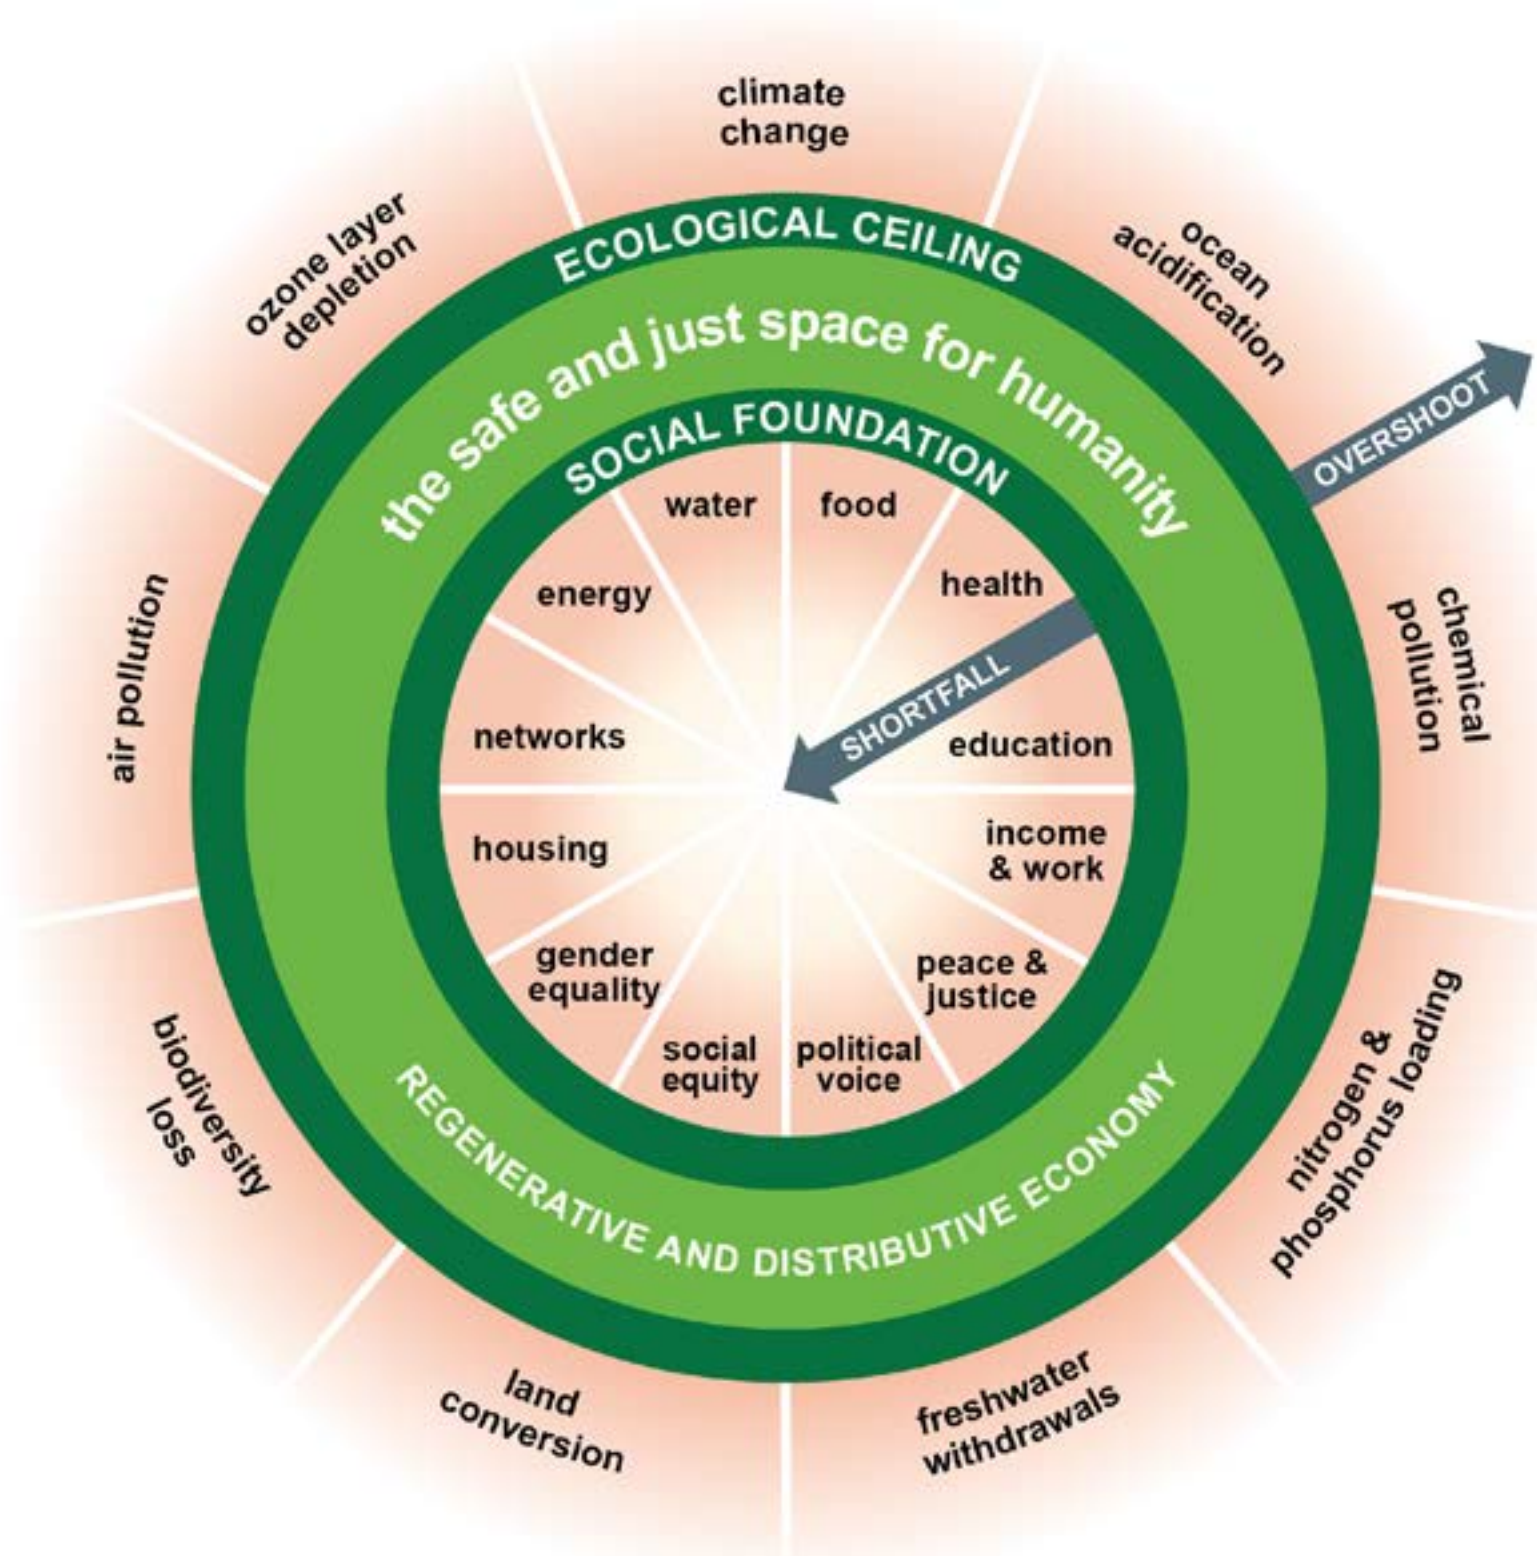 climate
change
ocean
acidification
OVERSHOOT
chemical
pollution
nitrogen &
phosphorus loading
freshwater
withdrawals
land
conversion
biodiversity
loss
air pollution
ozone layer
depletion
ECOLOGICAL CEILING
the safe and just space for humanity
SOCIAL FOUNDATION
water
food
health
SHORTFALL
education
income
& work
peace &
justice
political
voice
social
equity
gender
equality
housing
networks
energy
REGENERATIVE AND DISTRIBUTIVE ECONOMY